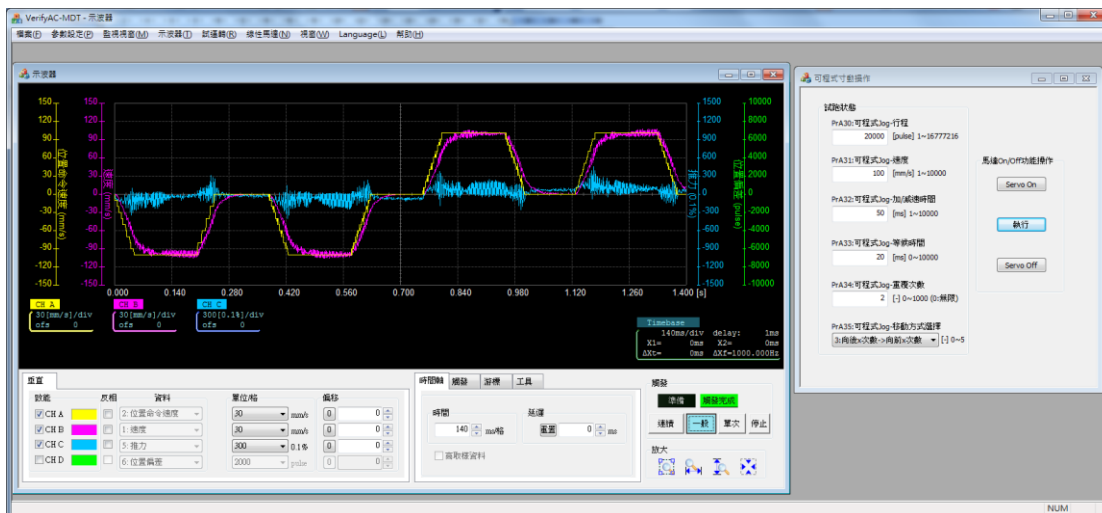 VerifyAC-MDT - 示波器
檔案(F) 參數設定(P) 監視視窗(M) 示波器(T) 試運轉(R) 線性馬達(N) 視窗(W) Language(L) 幫助(H)
示波器
150 150 1500 10000
120 120 1200 8000
90 90 900 6000
60 60 600 4000
30 30 300 2000
0 0 0 0
-30 -30 -300 -2000
-60 -60 -600 -4000
-90 -90 -900 -6000
-120 -120 -1200 -8000
-150 -150 -1500 -10000
位置命令速度 (mm/s)
速度 (mm/s)
推力 (0.1%)
位置偏差 (pulse)
0.000 0.140 0.280 0.420 0.560 0.700 0.840 0.980 1.120 1.260 1.400 [s]
CH A CH B CH C
30[mm/s]/div 30[mm/s]/div 300[0.1%]/div
ofs 0 ofs 0 ofs 0
Timebase
140ms/div delay: 1ms
X1= 0ms X2= 0ms
ΔXt= 0ms ΔXf=1000.000Hz
垂直
致能 反相 資料 單位/格 偏移
CH A 2: 位置命令速度 30 mm/s 0 0
CH B 1: 速度 30 mm/s 0 0
CH C 5: 推力 300 0.1% 0 0
CH D 6: 位置偏差 2000 pulse 0 0
時間軸 觸發 游標 工具
時間 延遲
140 ms/格 重置 0 ms
高取樣資料
觸發
準備 觸發完成
連續 一般 單次 停止
放大
可程式寸動操作
試跑狀態
PrA30:可程式Jog-行程
20000 [pulse] 1~16777216
PrA31:可程式Jog-速度
100 [mm/s] 1~10000
PrA32:可程式Jog-加/減速時間
50 [ms] 1~10000
PrA33:可程式Jog-等候時間
20 [ms] 0~10000
PrA34:可程式Jog-重覆次數
2 [-] 0~1000 (0:無限)
PrA35:可程式Jog-移動方式選擇
3:向後x次數->向前x次數 [-] 0~5
馬達On/Off功能操作
Servo On
執行
Servo Off
NUM